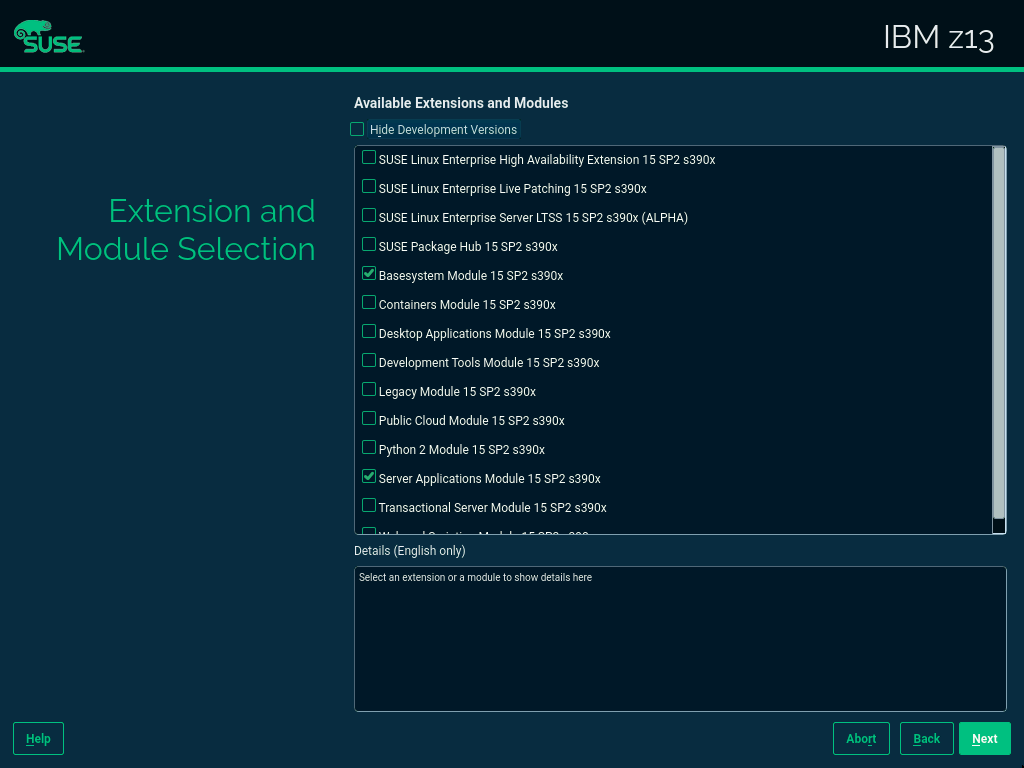 SUSE
IBM z13
Extension and
Module Selection
Available Extensions and Modules
Hide Development Versions
SUSE Linux Enterprise High Availability Extension 15 SP2 s390x
SUSE Linux Enterprise Live Patching 15 SP2 s390x
SUSE Linux Enterprise Server LTSS 15 SP2 s390x (ALPHA)
SUSE Package Hub 15 SP2 s390x
Basesystem Module 15 SP2 s390x
Containers Module 15 SP2 s390x
Desktop Applications Module 15 SP2 s390x
Development Tools Module 15 SP2 s390x
Legacy Module 15 SP2 s390x
Public Cloud Module 15 SP2 s390x
Python 2 Module 15 SP2 s390x
Server Applications Module 15 SP2 s390x
Transactional Server Module 15 SP2 s390x
Details (English only)
Select an extension or a module to show details here
Help
Abort
Back
Next